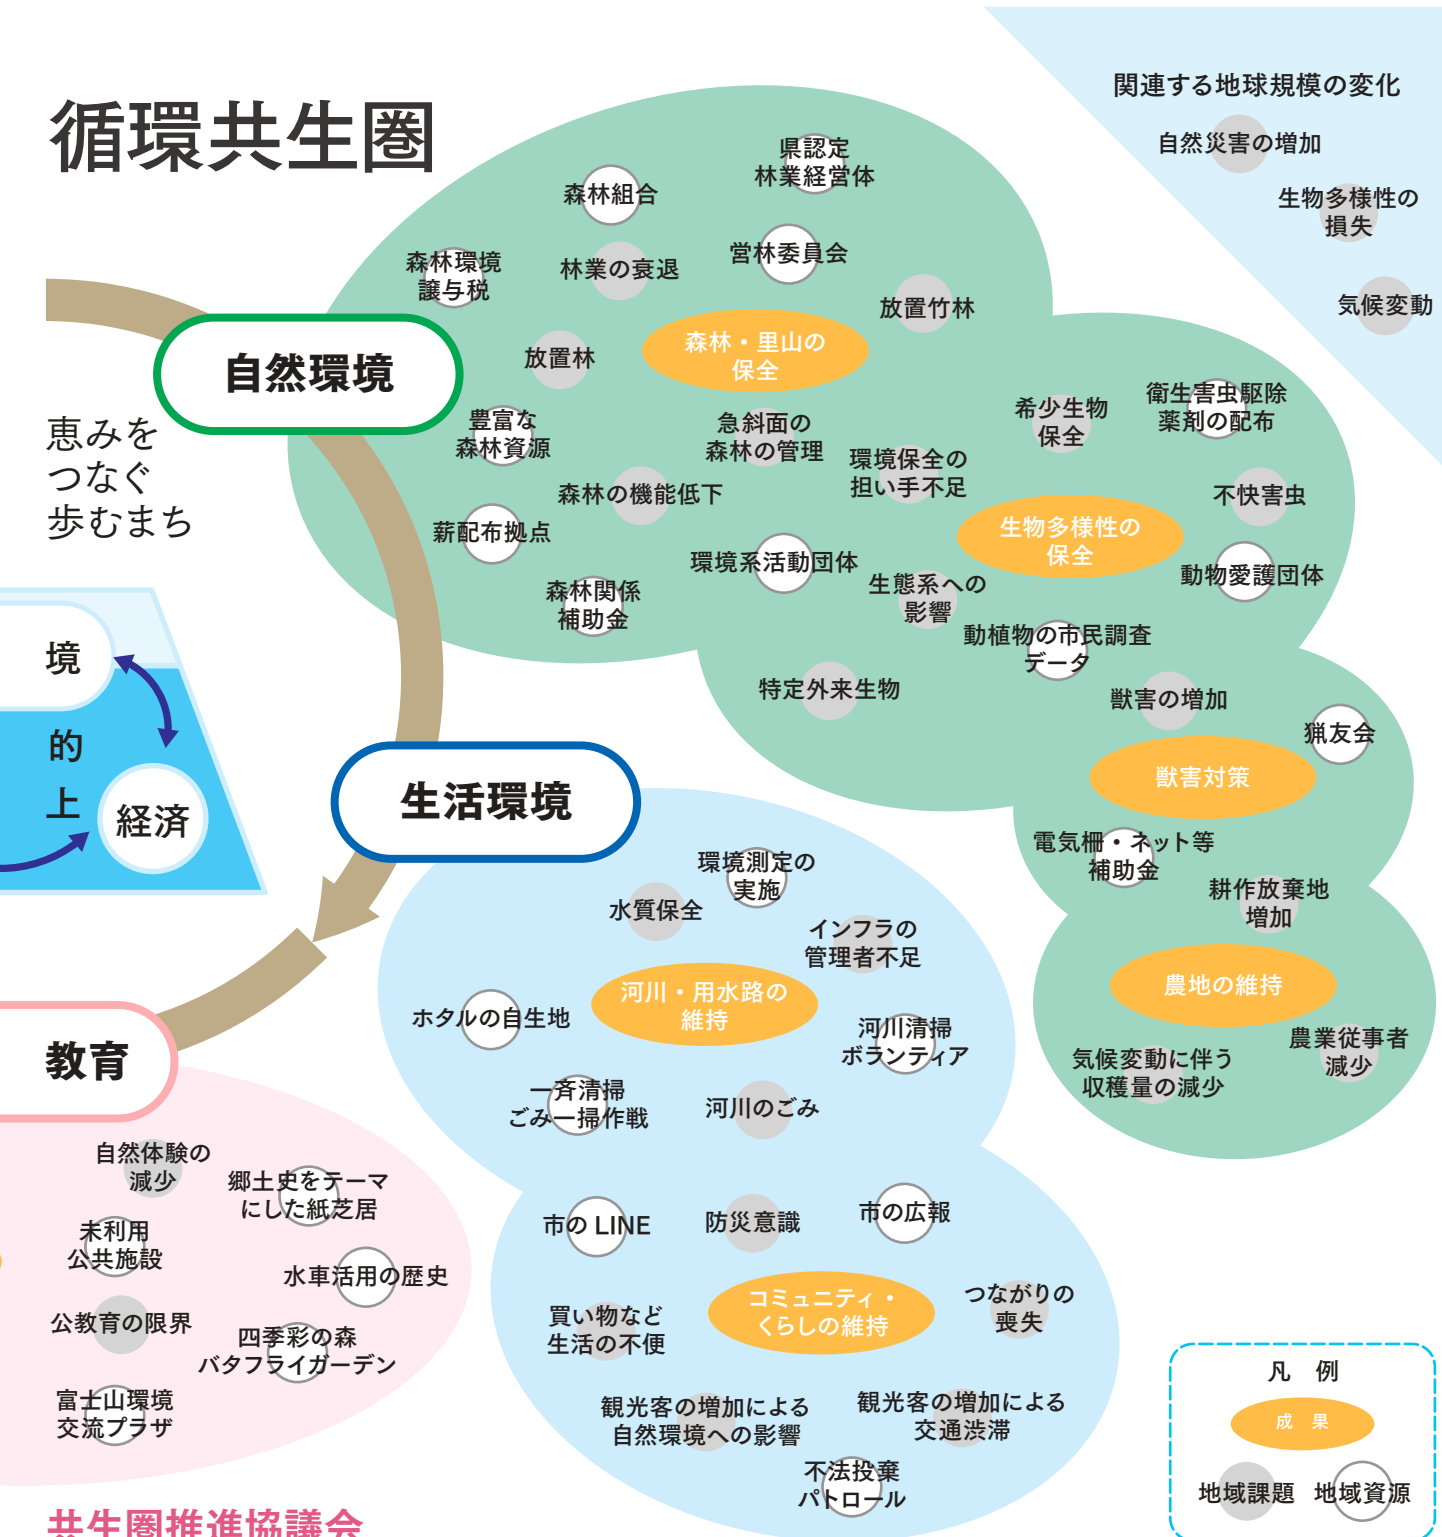 循環共生圏
関連する地球規模の変化
自然災害の増加
生物多様性の
損失
気候変動
県認定
林業経営体
森林組合
営林委員会
森林環境
譲与税
林業の衰退
放置竹林
森林・里山の
保全
放置林
自然環境
恵みを
つなぐ
歩むまち
豊富な
森林資源
急斜面の
森林の管理
環境保全の
担い手不足
希少生物
保全
衛生害虫駆除
薬剤の配布
森林の機能低下
不快害虫
薪配布拠点
生物多様性の
保全
環境系活動団体
生態系への
影響
動物愛護団体
森林関係
補助金
動植物の市民調査
データ
特定外来生物
獣害の増加
猟友会
獣害対策
電気柵・ネット等
補助金
耕作放棄地
増加
農地の維持
農業従事者
減少
気候変動に伴う
収穫量の減少
境
的
上
経済
生活環境
環境測定の
実施
水質保全
インフラの
管理者不足
河川・用水路の
維持
ホタルの自生地
河川清掃
ボランティア
一斉清掃
ごみ一掃作戦
河川のごみ
市の LINE
防災意識
市の広報
コミュニティ・
くらしの維持
つながりの
喪失
買い物など
生活の不便
観光客の増加による
自然環境への影響
観光客の増加による
交通渋滞
不法投棄
パトロール
教育
自然体験の
減少
郷土史をテーマ
にした紙芝居
未利用
公共施設
水車活用の歴史
公教育の限界
四季彩の森
バタフライガーデン
富士山環境
交流プラザ
共生圏推進協議会
凡 例
成 果
地域課題 地域資源